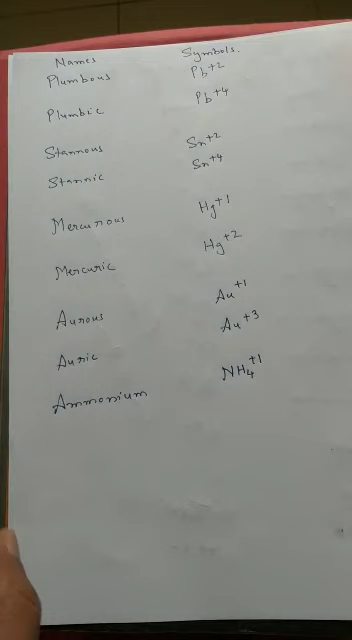 Names Symbols.
Plumbous Pb+2
Plumbic Pb+4
Stannous Sn+2
Stannic Sn+4
Mercurous Hg+1
Mercuric Hg+2
Aurous Au+1
Auric Au+3
Ammonium NH4+1